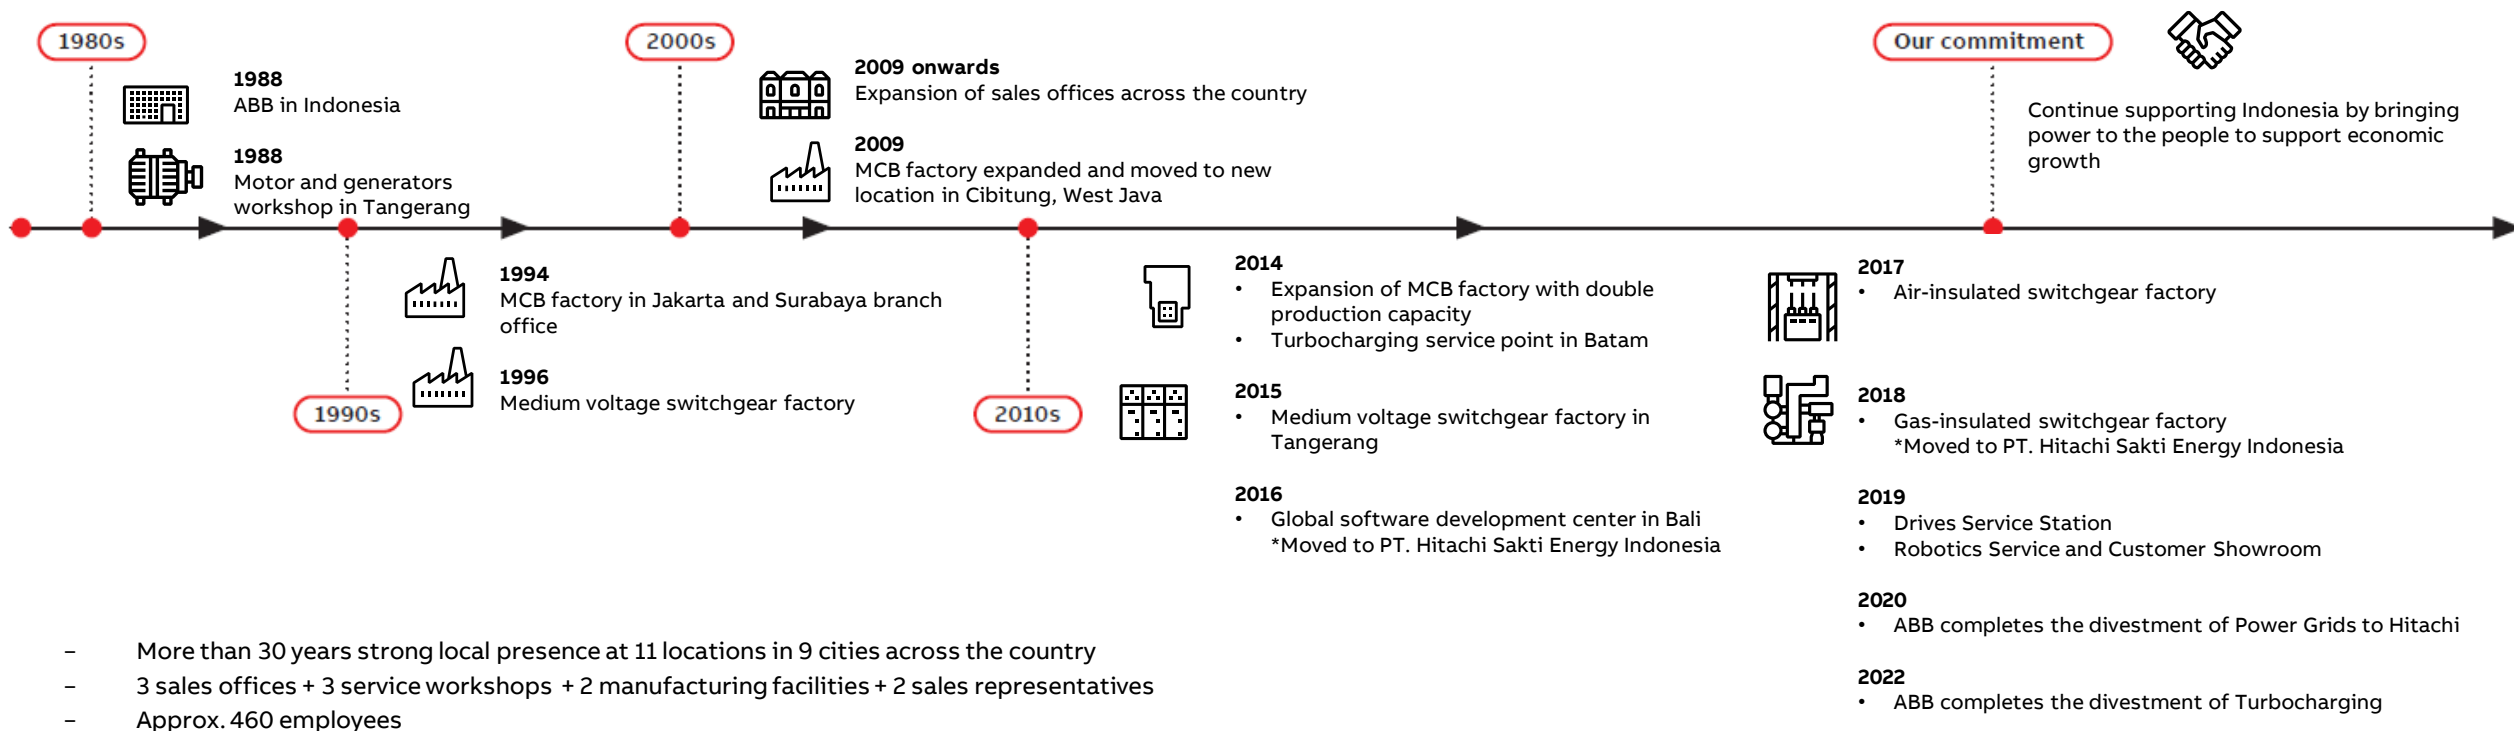 1980s
1988
ABB in Indonesia
1988
Motor and generators
workshop in Tangerang
1990s
1994
MCB factory in Jakarta and Surabaya branch
office
1996
Medium voltage switchgear factory
2000s
2009 onwards
Expansion of sales offices across the country
2009
MCB factory expanded and moved to new
location in Cibitung, West Java
2010s
2014
• Expansion of MCB factory with double
production capacity
• Turbocharging service point in Batam
2015
• Medium voltage switchgear factory in
Tangerang
2016
• Global software development center in Bali
*Moved to PT. Hitachi Sakti Energy Indonesia
Our commitment
Continue supporting Indonesia by bringing
power to the people to support economic
growth
2017
• Air-insulated switchgear factory
2018
• Gas-insulated switchgear factory
*Moved to PT. Hitachi Sakti Energy Indonesia
2019
• Drives Service Station
• Robotics Service and Customer Showroom
2020
• ABB completes the divestment of Power Grids to Hitachi
2022
• ABB completes the divestment of Turbocharging
– More than 30 years strong local presence at 11 locations in 9 cities across the country
– 3 sales offices + 3 service workshops + 2 manufacturing facilities + 2 sales representatives
– Approx. 460 employees